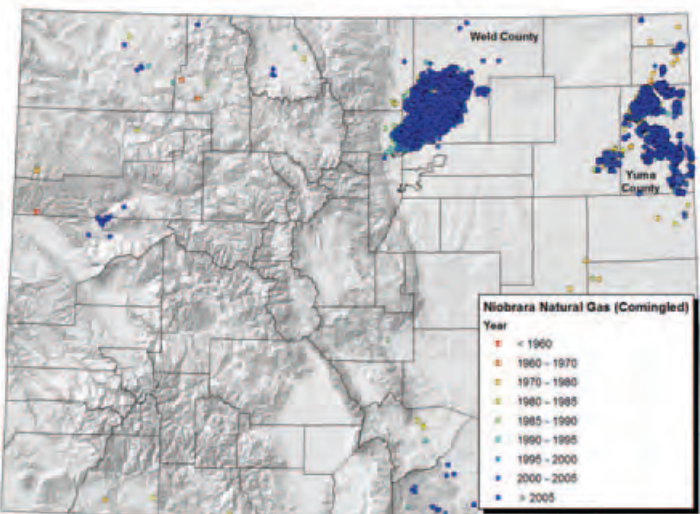 Weld County
Yuma
County
Niobrara Natural Gas (Comingled)
Year
< 1960
1960 - 1970
1970 - 1980
1980 - 1985
1985 - 1990
1990 - 1995
1995 - 2000
2000 - 2005
> 2005